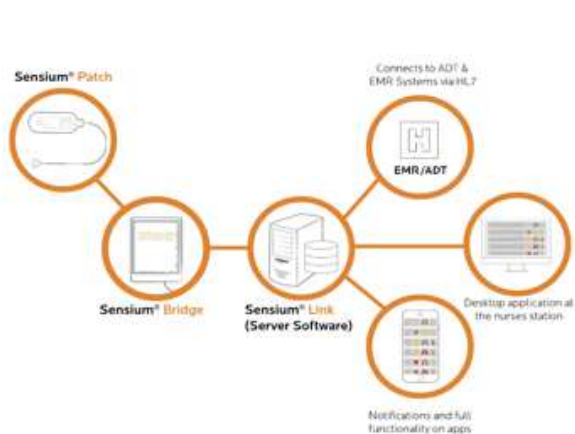 Connects to ADT &
EMR Systems via HL7
Sensium® Patch
H
EMR/ADT
Sensium® Bridge
Sensium® Link
(Server Software)
Desktop application at
the nurses station
Notifications and full
functionality on apps